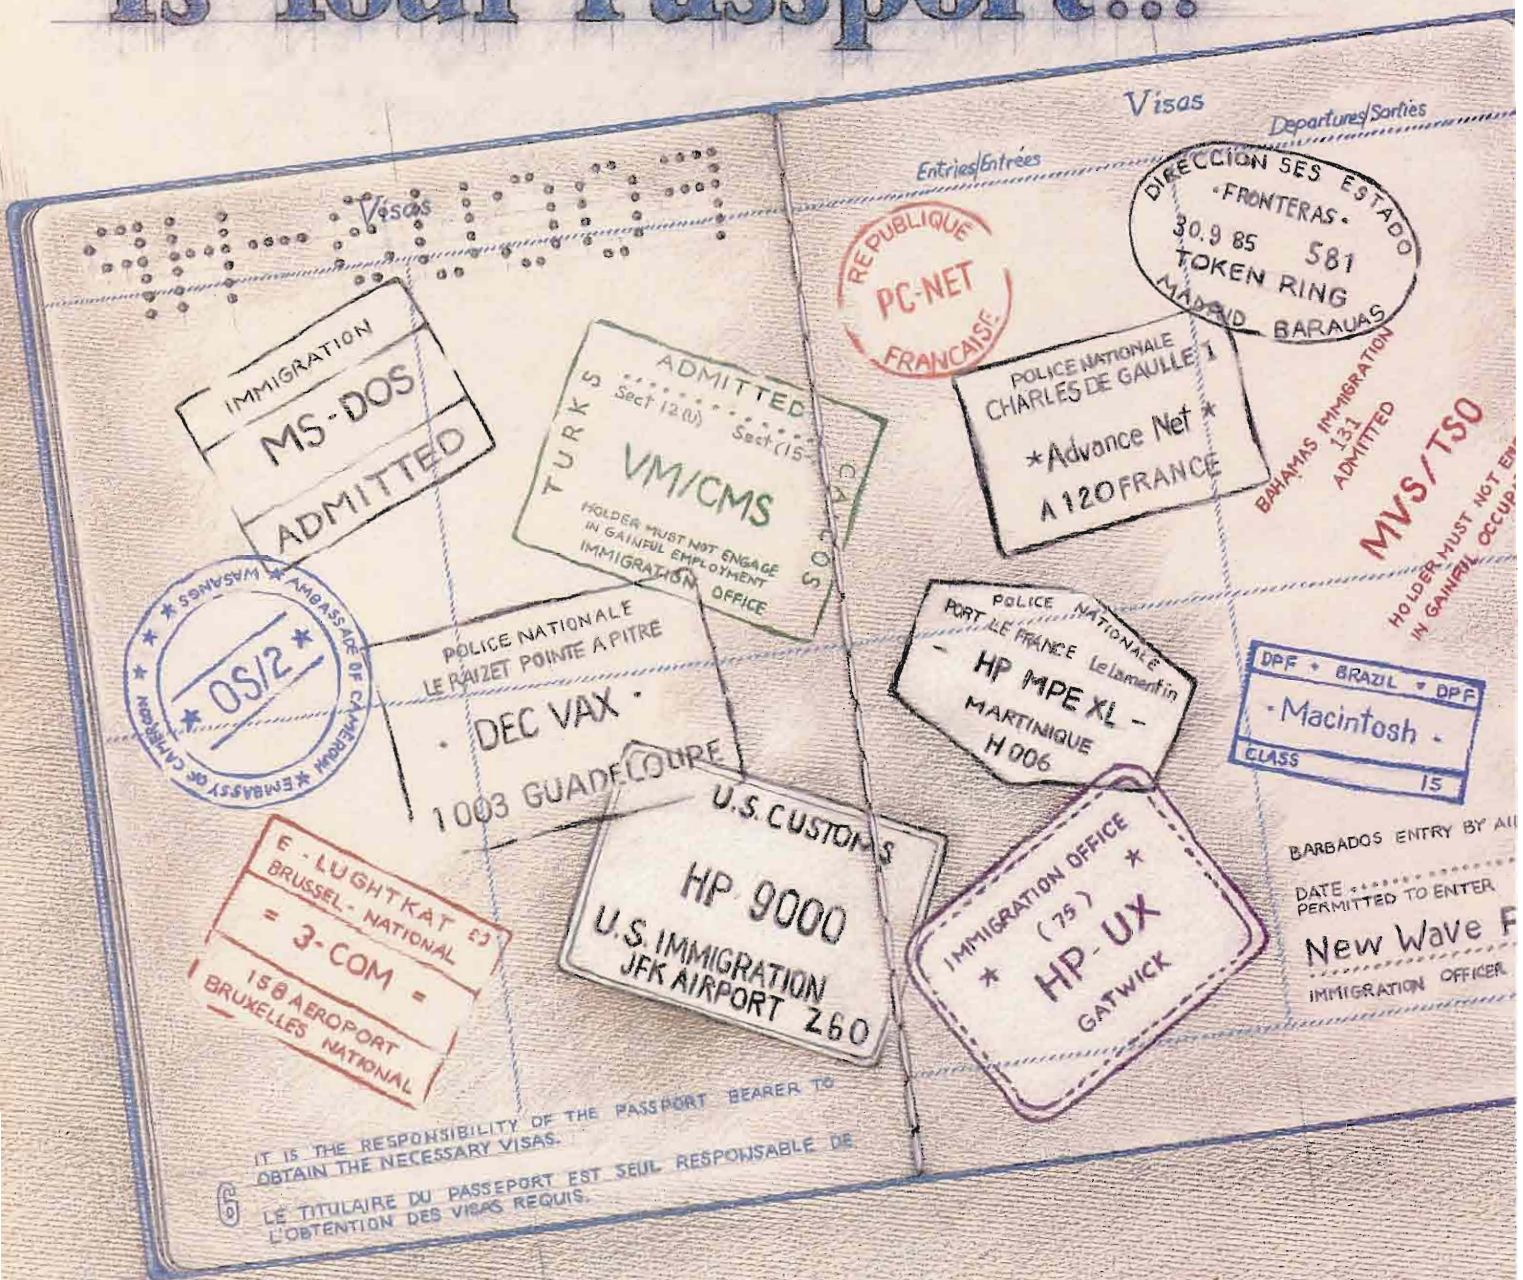 Is Your Passport...
Visas
IMMIGRATION
MS-DOS
ADMITTED
ADMITTED
Sect 12(U) Sect (15
TURKS
CAICOS
VM/CMS
HOLDER MUST NOT ENGAGE
IN GAINFUL EMPLOYMENT
IMMIGRATION OFFICE
WASANGS ★ AMBASSADE OF CAMEROUN ★ EMBASSY OF CAMEROON ★ ★ ★
★ OS/2 ★
POLICE NATIONALE
LE RAIZET POINTE A PITRE
· DEC VAX ·
1003 GUADELOUPE
E - LUGHTKAT
BRUSSEL - NATIONAL
= 3-COM =
158 AEROPORT
BRUXELLES NATIONAL
U.S. CUSTOMS
HP 9000
U.S. IMMIGRATION
JFK AIRPORT 260
IT IS THE RESPONSIBILITY OF THE PASSPORT BEARER TO
OBTAIN THE NECESSARY VISAS.
6
LE TITULAIRE DU PASSEPORT EST SEUL RESPONSABLE DE
L'OBTENTION DES VISAS REQUIS.
Visas
Entries/Entrées
Departures/Sorties
REPUBLIQUE
PC-NET
FRANCAISE
DIRECCION SES ESTADO
·FRONTERAS·
30.9 85 581
TOKEN RING
MADRID BARAUAS
POLICE NATIONALE
CHARLES DE GAULLE 1
★Advance Net★
A 120 FRANCE
BAHAMAS IMMIGRATION
131
ADMITTED
MVS/TSO
HOLDER MUST NOT
IN GAINFUL
POLICE NATIONALE
PORT LE FRANCE Le Lamentin
- HP MPE XL -
MARTINIQUE
H 006
DPF · BRAZIL · DPF
· Macintosh ·
CLASS 15
IMMIGRATION OFFICE
★ (75) ★
HP-UX
GATWICK
BARBADOS ENTRY BY
DATE
PERMITTED TO ENTER
New Wave
IMMIGRATION OFFICER